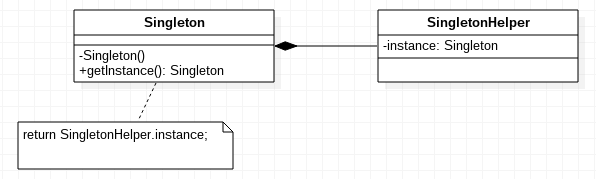 Singleton
-Singleton()
+getInstance(): Singleton
SingletonHelper
-instance: Singleton
return SingletonHelper.instance;